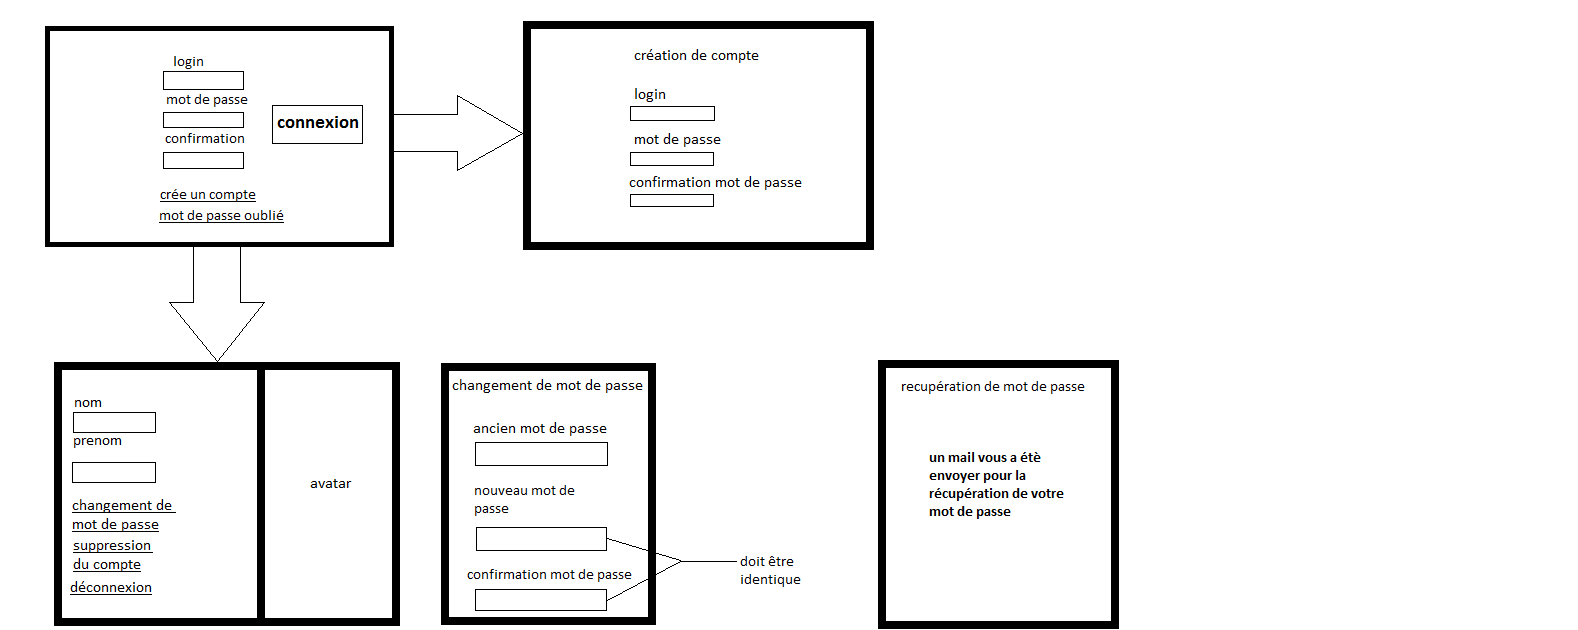 login
mot de passe
confirmation
connexion
crée un compte
mot de passe oublié
création de compte
login
mot de passe
confirmation mot de passe
nom
prenom
changement de
mot de passe
suppression
du compte
déconnexion
avatar
changement de mot de passe
ancien mot de passe
nouveau mot de
passe
confirmation mot de passe
doit être
identique
recupération de mot de passe
un mail vous a étè
envoyer pour la
récupération de votre
mot de passe